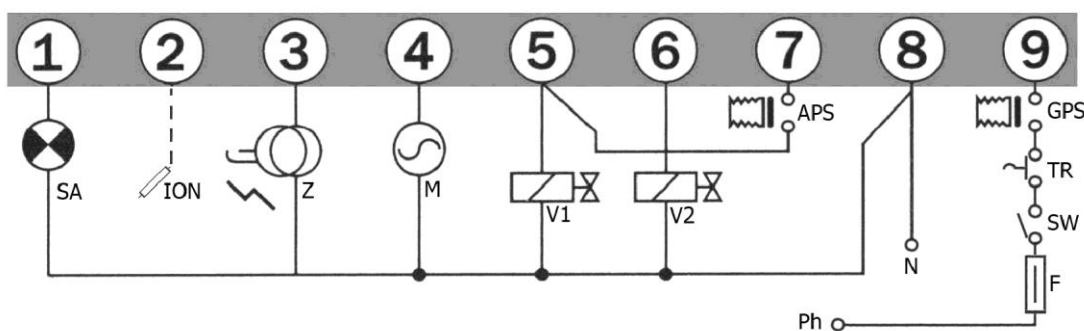 1 2 3 4 5 6 7 8 9
APS GPS
SA ION Z M TR
V1 V2 SW
N F
Ph